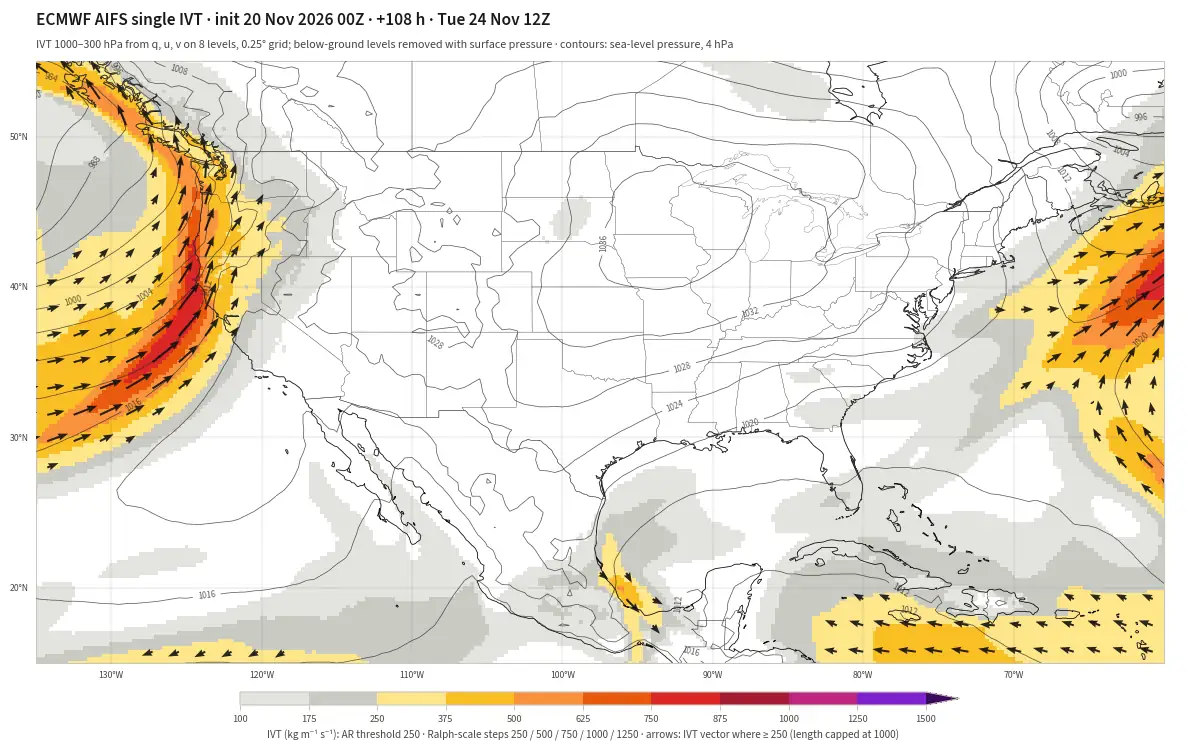 ECMWF AIFS single IVT · init 20 Nov 2026 00Z · +108 h · Tue 24 Nov 12Z
IVT 1000–300 hPa from q, u, v on 8 levels, 0.25° grid; below-ground levels removed with surface pressure · contours: sea-level pressure, 4 hPa
984
1008
1000
996
1004
1008
1012
988
50°N
1036
40°N
1000
1004
1032
1028
1028
1020
1016
1024
1020
30°N
20°N
1016
1012
1012
1012
1016
130°W
120°W
110°W
100°W
90°W
80°W
70°W
100
175
250
375
500
625
750
875
1000
1250
1500
IVT (kg m⁻¹ s⁻¹): AR threshold 250 · Ralph-scale steps 250 / 500 / 750 / 1000 / 1250 · arrows: IVT vector where ≥ 250 (length capped at 1000)